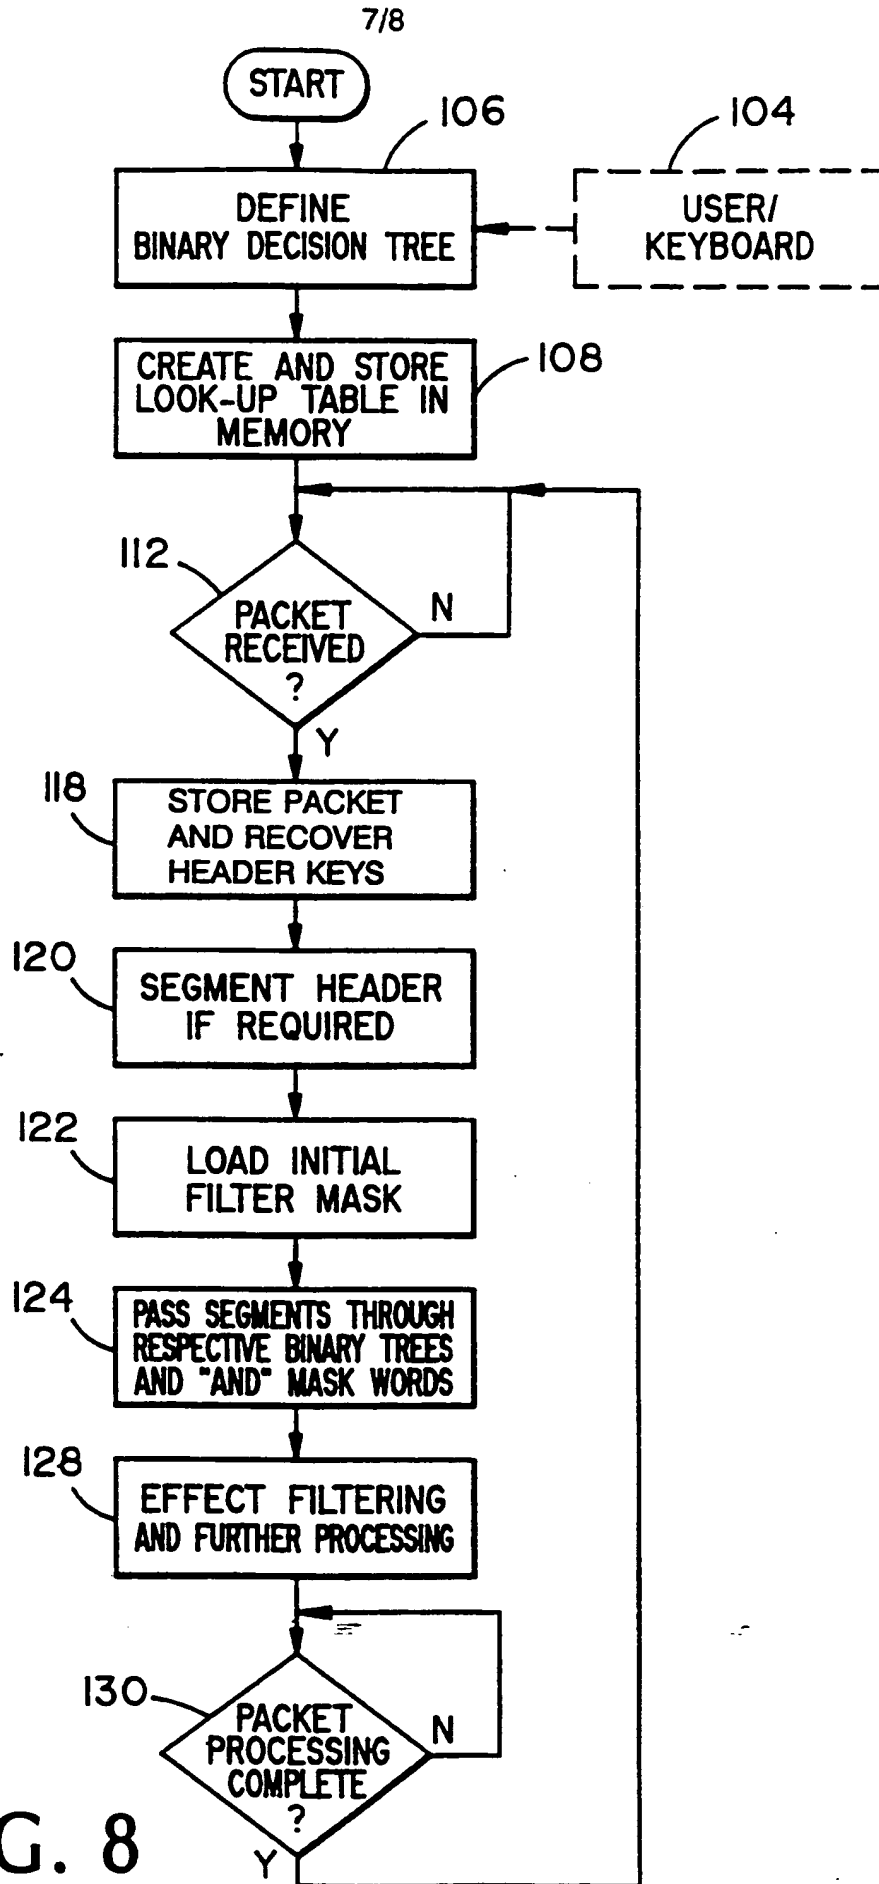 7/8
START
106
104
DEFINE
BINARY DECISION TREE
USER/
KEYBOARD
CREATE AND STORE
LOOK-UP TABLE IN
MEMORY
108
112
PACKET
RECEIVED
?
N
Y
118
STORE PACKET
AND RECOVER
HEADER KEYS
120
SEGMENT HEADER
IF REQUIRED
122
LOAD INITIAL
FILTER MASK
124
PASS SEGMENTS THROUGH
RESPECTIVE BINARY TREES
AND "AND" MASK WORDS
128
EFFECT FILTERING
AND FURTHER PROCESSING
130
PACKET
PROCESSING
COMPLETE
?
N
Y
G. 8